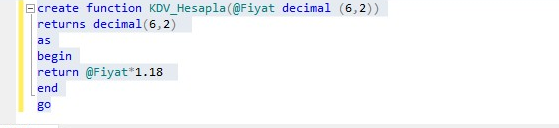 create function KDV_Hesapla(@Fiyat decimal (6,2))
returns decimal(6,2)
as
begin
return @Fiyat*1.18
end
go